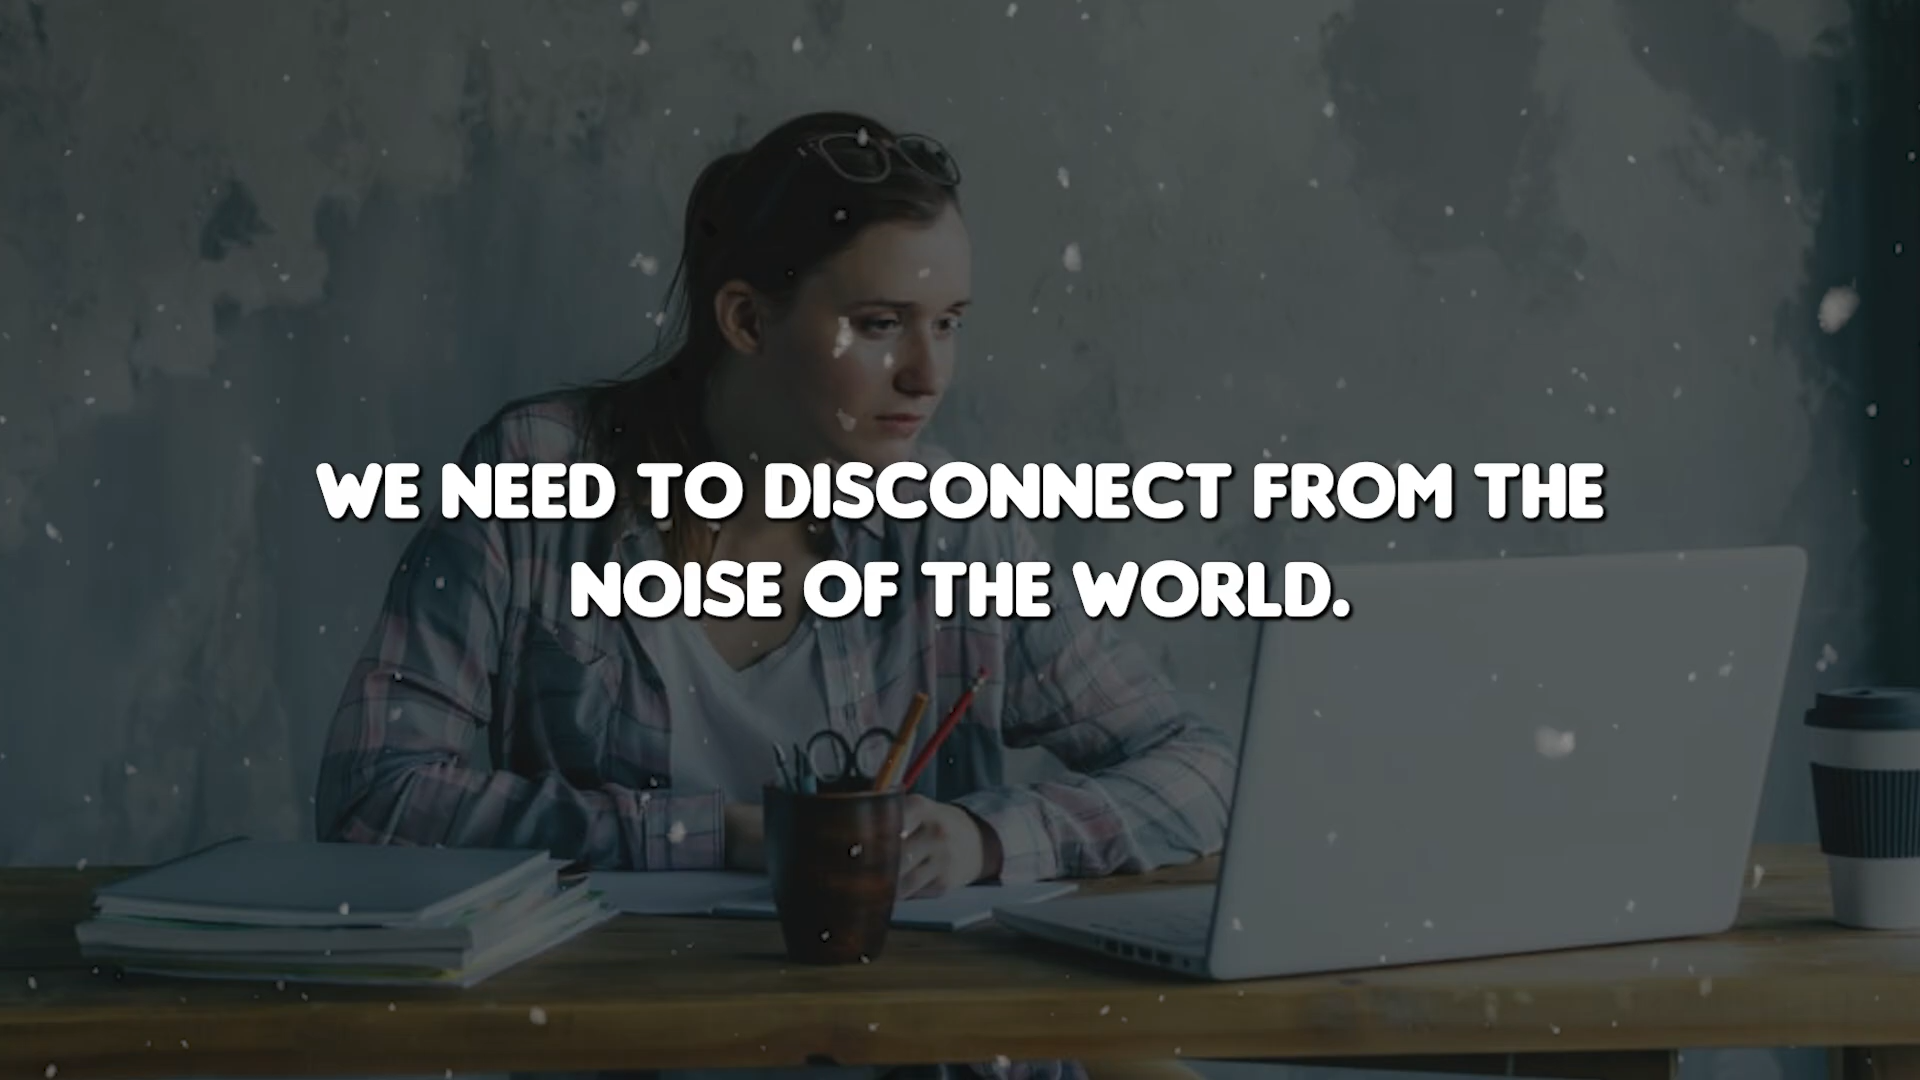 WE NEED TO DISCONNECT FROM THE
NOISE OF THE WORLD.